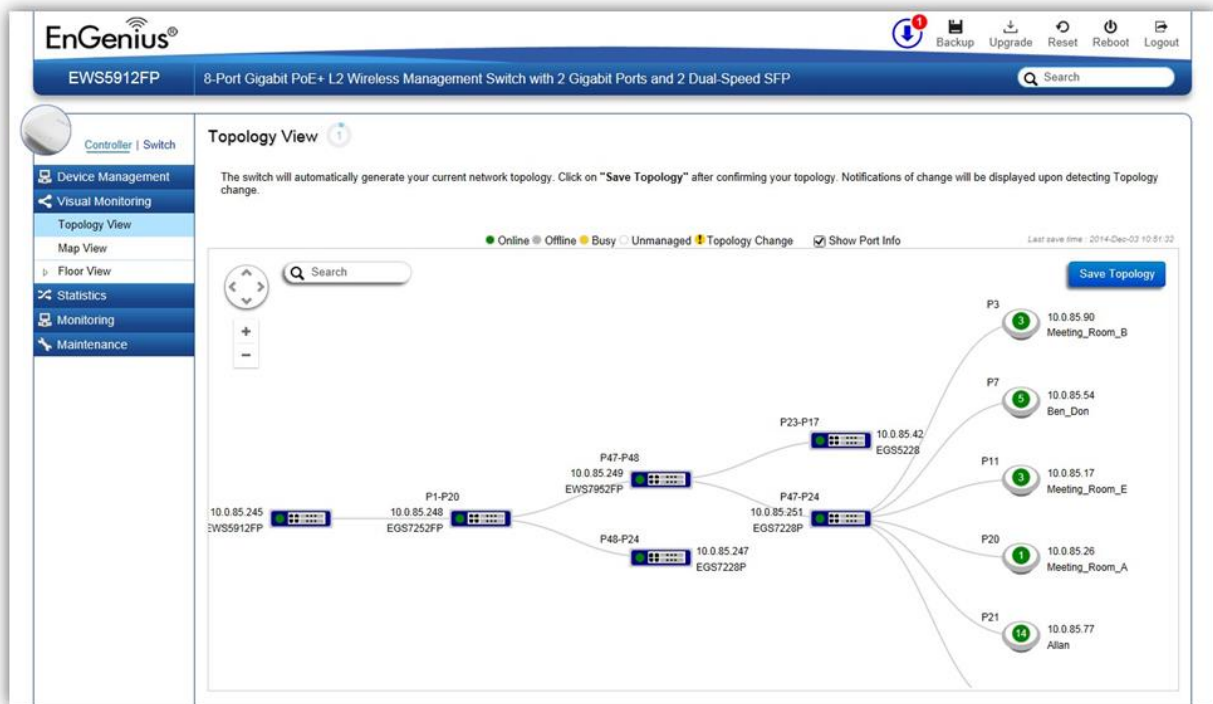 EnGenius®
1
Backup Upgrade Reset Reboot Logout
EWS5912FP
8-Port Gigabit PoE+ L2 Wireless Management Switch with 2 Gigabit Ports and 2 Dual-Speed SFP
Search
Controller | Switch
Device Management
Visual Monitoring
Topology View
Map View
Floor View
Statistics
Monitoring
Maintenance
Topology View 1
The switch will automatically generate your current network topology. Click on "Save Topology" after confirming your topology. Notifications of change will be displayed upon detecting Topology
change.
Online Offline Busy Unmanaged Topology Change Show Port Info
Last save time : 2014-Dec-03 10:51:33
Search
Save Topology
+
−
10.0.85.245
EWS5912FP
P1-P20
10.0.85.248
EGS7252FP
P47-P48
10.0.85.249
EWS7952FP
P48-P24
10.0.85.247
EGS7228P
P23-P17
10.0.85.42
EGS5228
P47-P24
10.0.85.251
EGS7228P
P3
3
10.0.85.90
Meeting_Room_B
P7
5
10.0.85.54
Ben_Don
P11
3
10.0.85.17
Meeting_Room_E
P20
1
10.0.85.26
Meeting_Room_A
P21
14
10.0.85.77
Allan